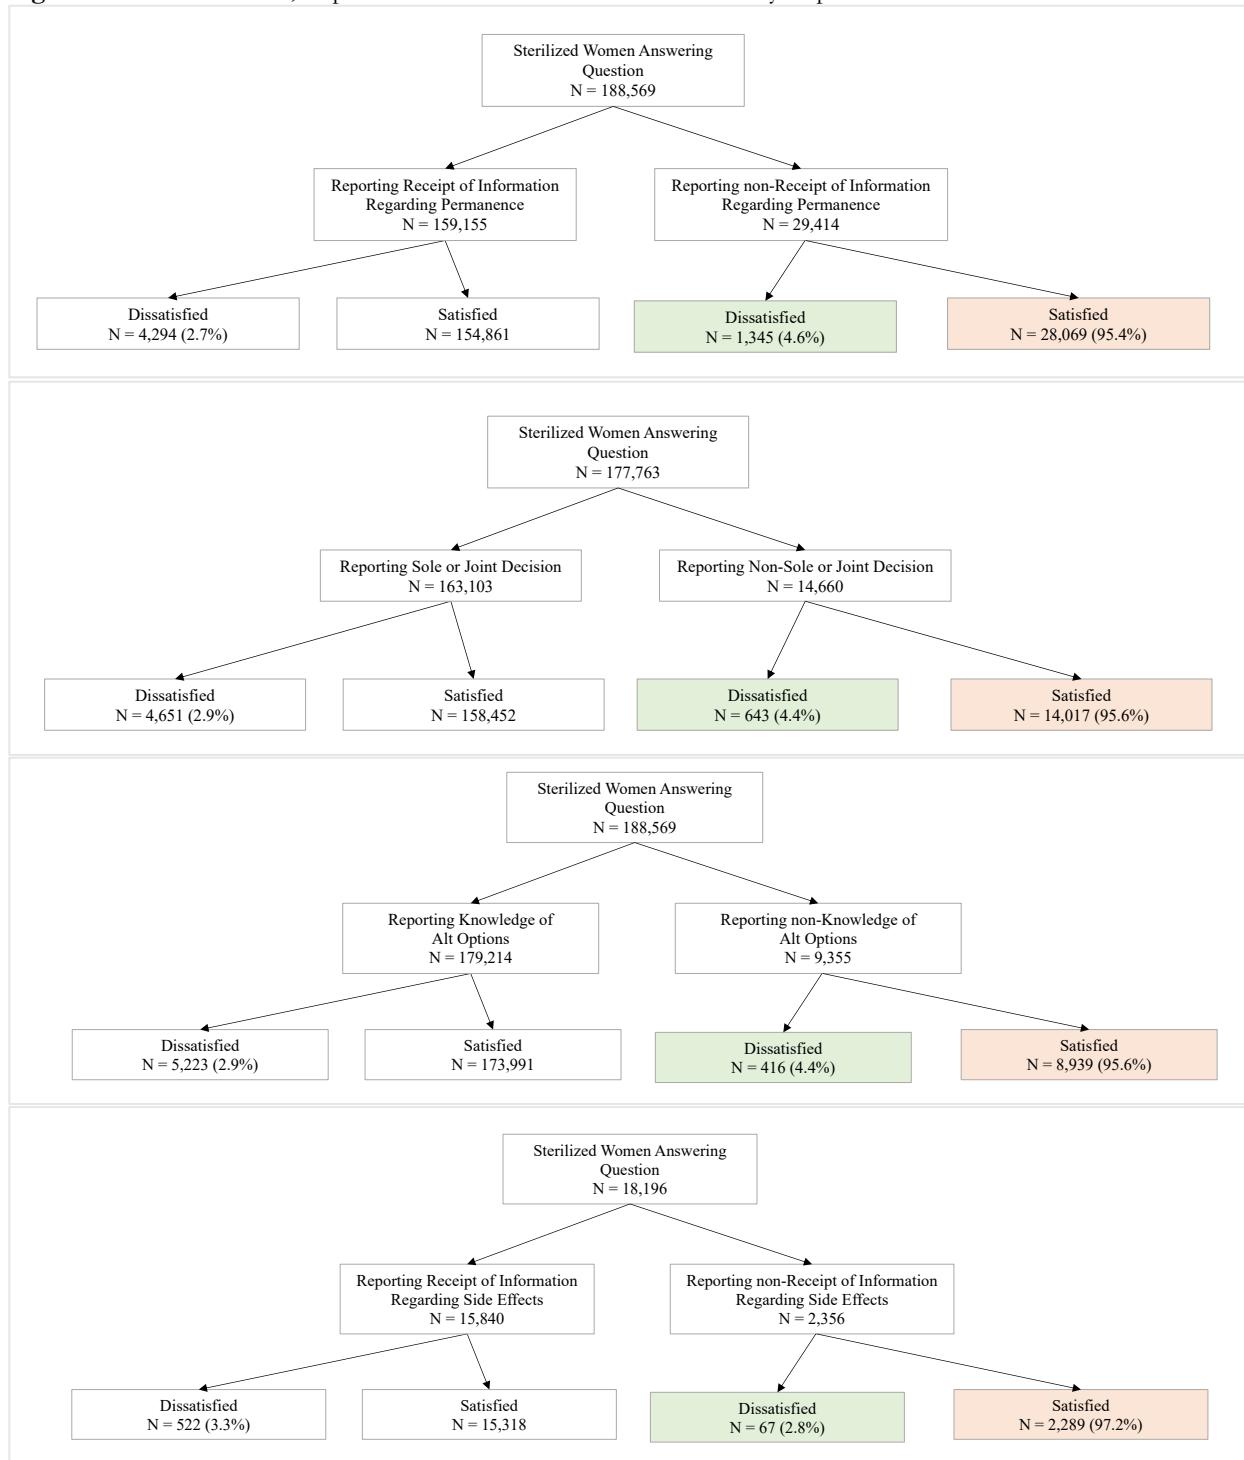 Sterilized Women Answering
Question
N = 188,569
Reporting Receipt of Information
Regarding Permanence
N = 159,155
Reporting non-Receipt of Information
Regarding Permanence
N = 29,414
Dissatisfied
N = 4,294 (2.7%)
Satisfied
N = 154,861
Dissatisfied
N = 1,345 (4.6%)
Satisfied
N = 28,069 (95.4%)
Sterilized Women Answering
Question
N = 177,763
Reporting Sole or Joint Decision
N = 163,103
Reporting Non-Sole or Joint Decision
N = 14,660
Dissatisfied
N = 4,651 (2.9%)
Satisfied
N = 158,452
Dissatisfied
N = 643 (4.4%)
Satisfied
N = 14,017 (95.6%)
Sterilized Women Answering
Question
N = 188,569
Reporting Knowledge of
Alt Options
N = 179,214
Reporting non-Knowledge of
Alt Options
N = 9,355
Dissatisfied
N = 5,223 (2.9%)
Satisfied
N = 173,991
Dissatisfied
N = 416 (4.4%)
Satisfied
N = 8,939 (95.6%)
Sterilized Women Answering
Question
N = 18,196
Reporting Receipt of Information
Regarding Side Effects
N = 15,840
Reporting non-Receipt of Information
Regarding Side Effects
N = 2,356
Dissatisfied
N = 522 (3.3%)
Satisfied
N = 15,318
Dissatisfied
N = 67 (2.8%)
Satisfied
N = 2,289 (97.2%)